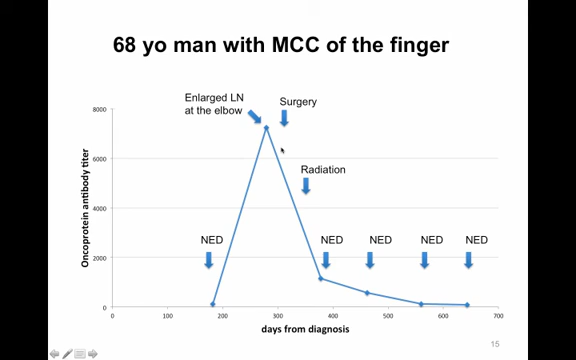 68 yo man with MCC of the finger
Enlarged LN
at the elbow
Surgery
Radiation
NED
NED
NED
NED
NED
Oncoprotein antibody titer
8000
6000
4000
2000
0
0
100
200
300
400
500
600
700
days from diagnosis
15